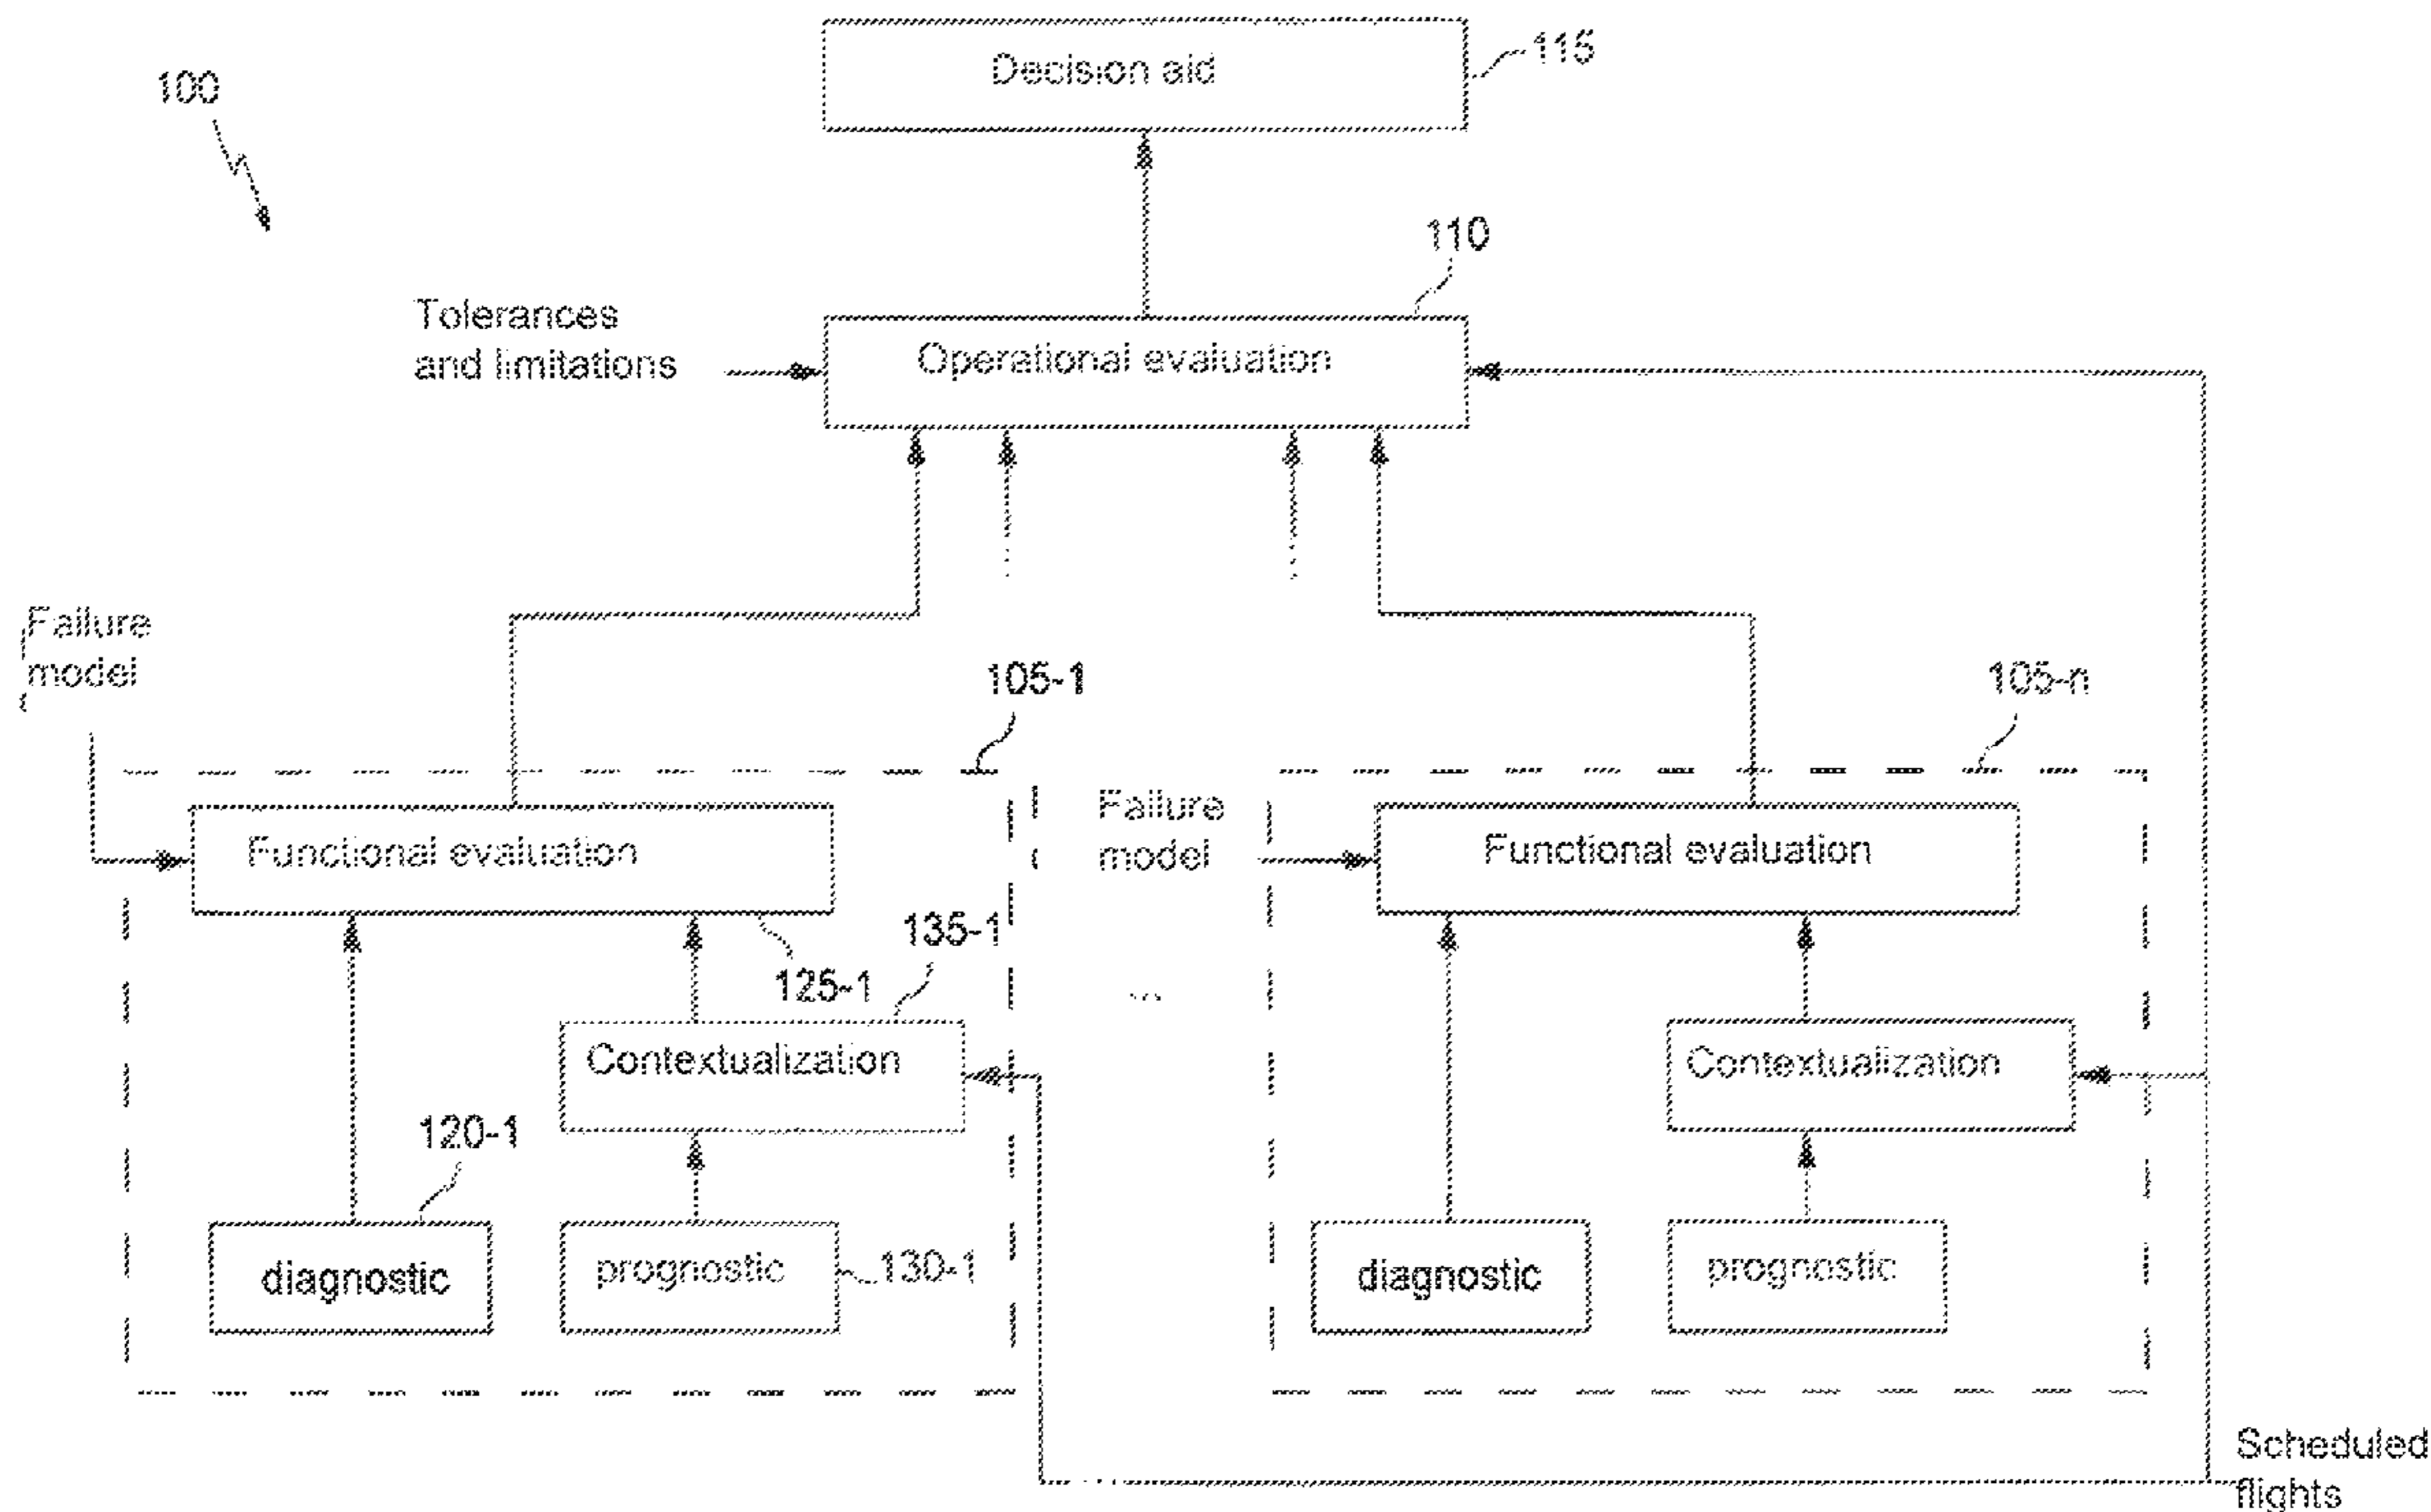 Decision aid
115
100
110
Tolerances
and limitations
Operational evaluation
Failure
model
105-1
105-n
Failure
model
Functional evaluation
Functional evaluation
135-1
125-1
...
Contextualization
Contextualization
120-1
diagnostic
prognostic
130-1
diagnostic
prognostic
Scheduled
flights